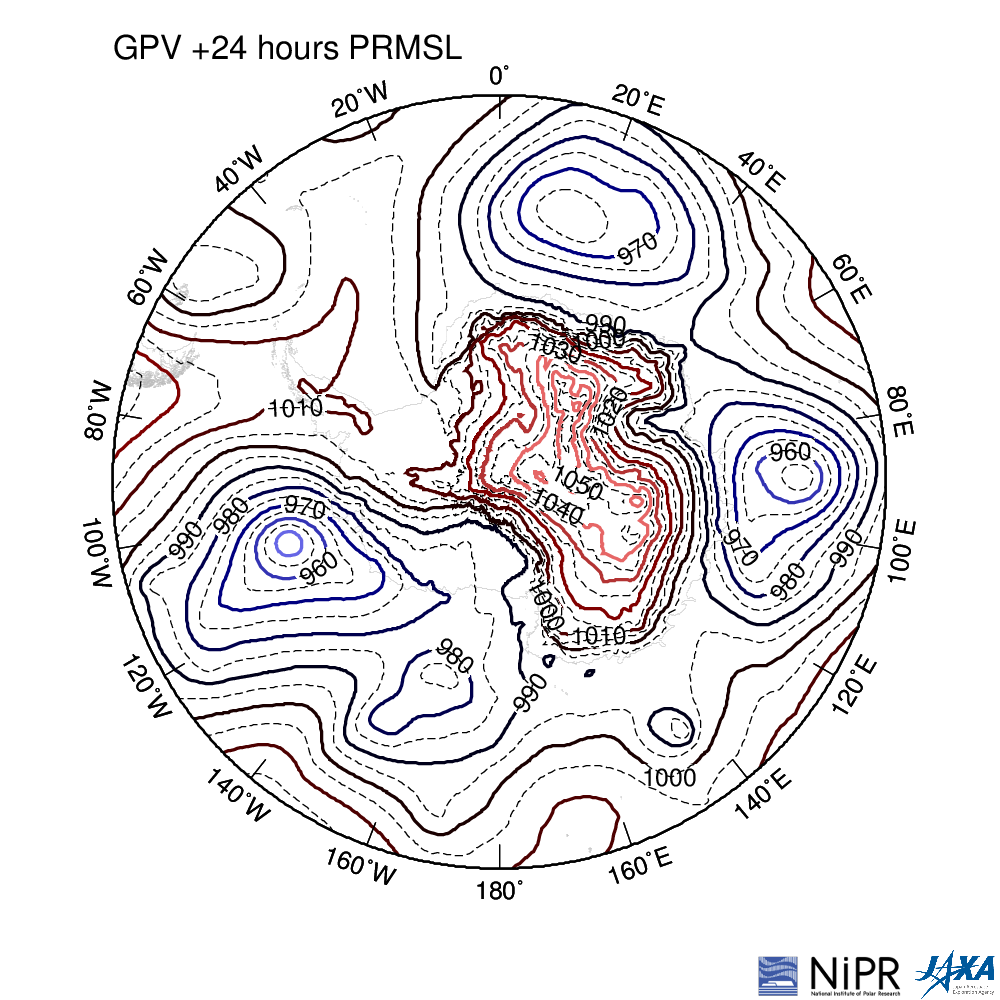 GPV +24 hours PRMSL
0°
20°W
20°E
40°W
40°E
60°W
60°E
80°W
80°E
100°W
100°E
120°W
120°E
140°W
140°E
160°W
160°E
180°
970
990
1000
1030
1020
1010
960
1050
1040
970
980
990
970
990
980
960
1000
1010
980
990
1000
NiPR
National Institute of Polar Research
JAXA
Japan Aerospace Exploration Agency